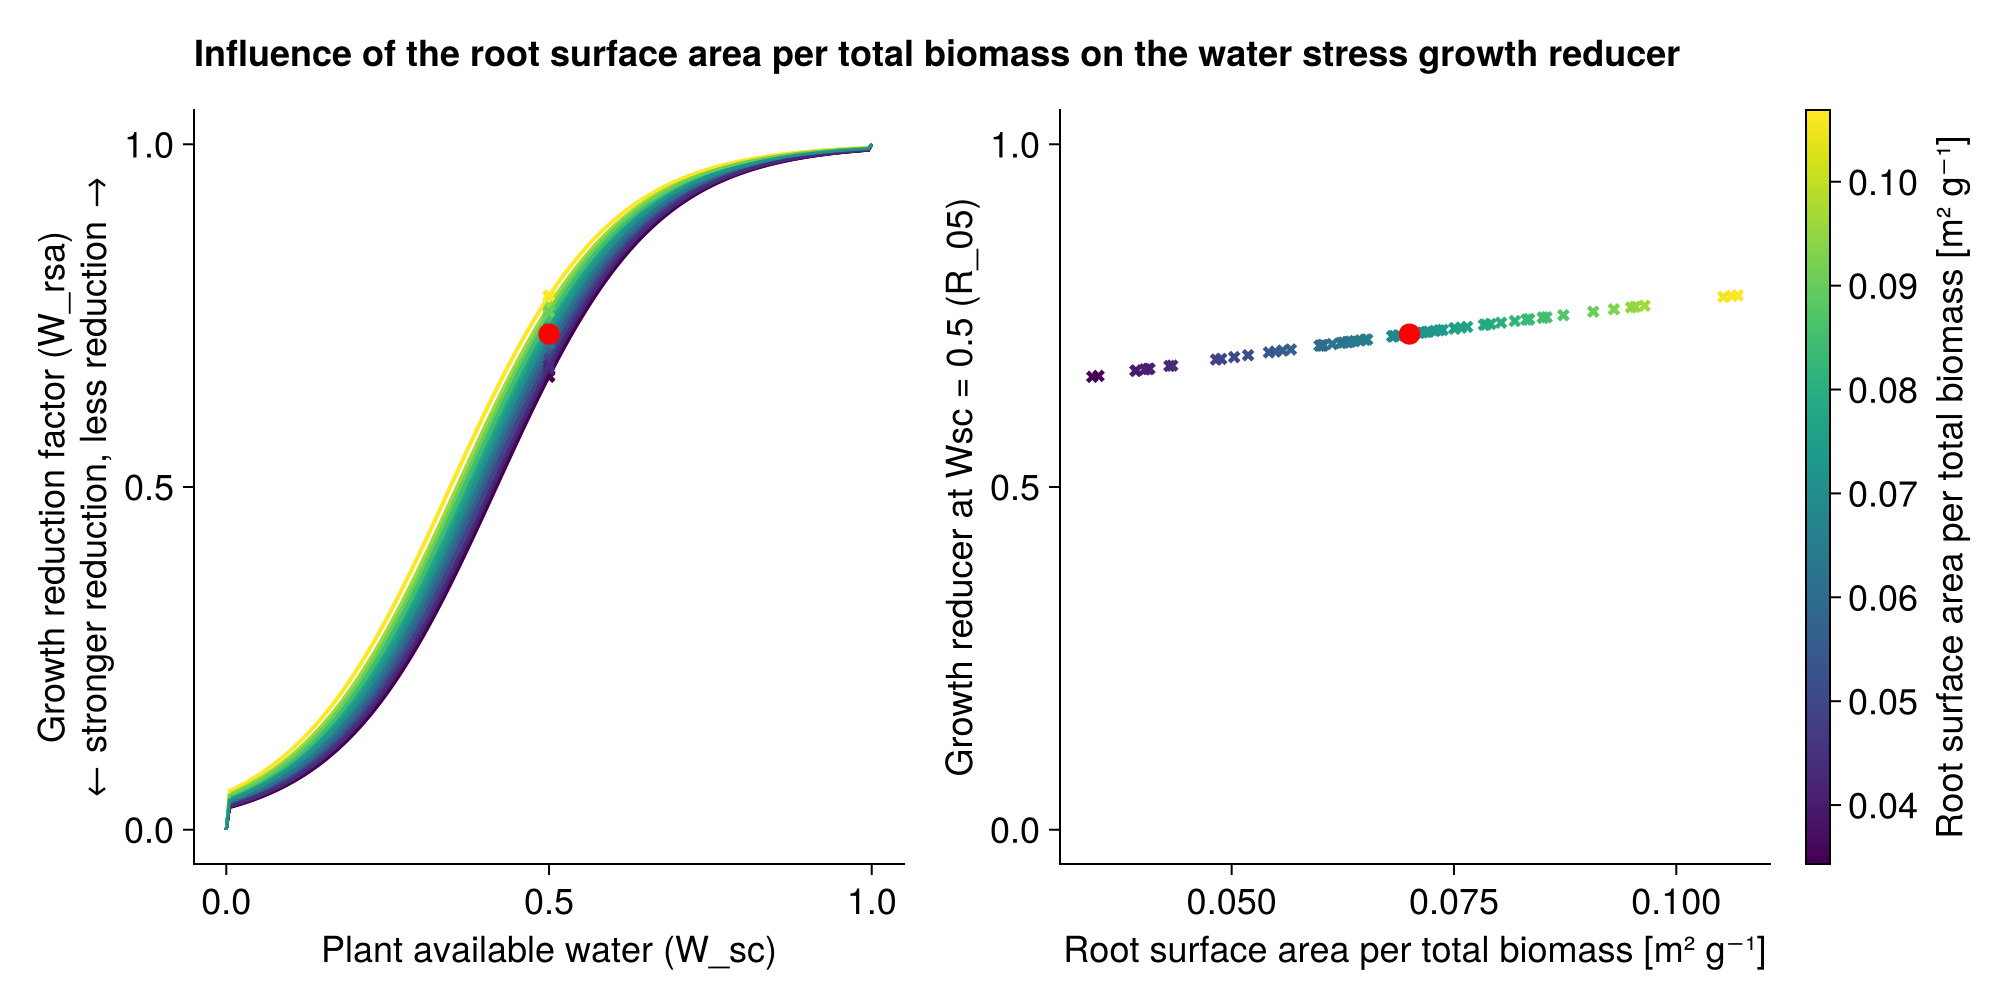 Influence of the root surface area per total biomass on the water stress growth reducer
Growth reduction factor (W_rsa)
← stronger reduction, less reduction →
1.0
0.5
0.0
0.0
0.5
1.0
Plant available water (W_sc)
Growth reducer at Wsc = 0.5 (R_05)
1.0
0.5
0.0
0.050
0.075
0.100
Root surface area per total biomass [m² g⁻¹]
0.10
0.09
0.08
0.07
0.06
0.05
0.04
Root surface area per total biomass [m² g⁻¹]